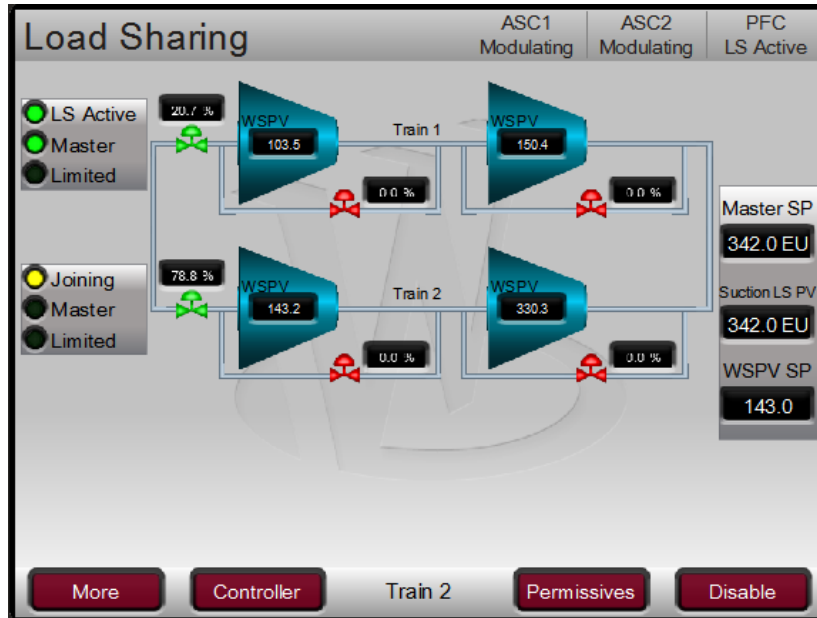 Load Sharing
ASC1
Modulating
ASC2
Modulating
PFC
LS Active
LS Active
Master
Limited
20.7 %
WSPV
103.5
Train 1
WSPV
150.4
0.0 %
0.0 %
Joining
Master
Limited
78.8 %
WSPV
143.2
Train 2
WSPV
330.3
0.0 %
0.0 %
Master SP
342.0 EU
Suction LS PV
342.0 EU
WSPV SP
143.0
More
Controller
Train 2
Permissives
Disable